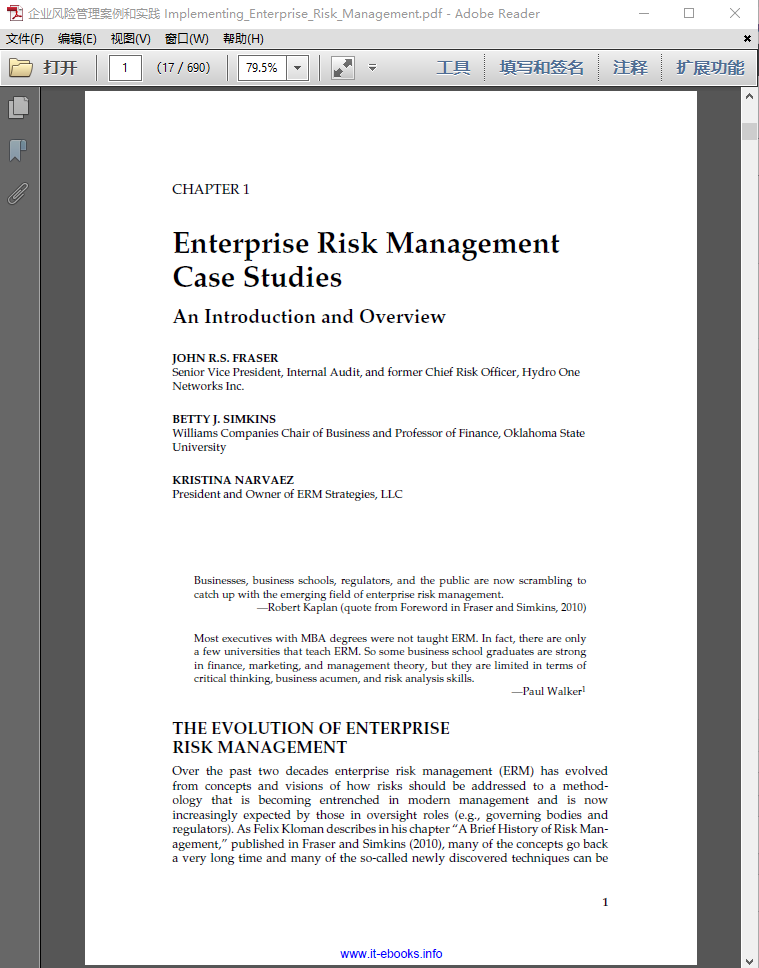 企业风险管理案例和实践 Implementing_Enterprise_Risk_Management.pdf - Adobe Reader
文件(F) 编辑(E) 视图(V) 窗口(W) 帮助(H)
打开 1 (17 / 690) 79.5% 工具 填写和签名 注释 扩展功能
CHAPTER 1
Enterprise Risk Management
Case Studies
An Introduction and Overview
JOHN R.S. FRASER
Senior Vice President, Internal Audit, and former Chief Risk Officer, Hydro One
Networks Inc.
BETTY J. SIMKINS
Williams Companies Chair of Business and Professor of Finance, Oklahoma State
University
KRISTINA NARVAEZ
President and Owner of ERM Strategies, LLC
Businesses, business schools, regulators, and the public are now scrambling to
catch up with the emerging field of enterprise risk management.
—Robert Kaplan (quote from Foreword in Fraser and Simkins, 2010)
Most executives with MBA degrees were not taught ERM. In fact, there are only
a few universities that teach ERM. So some business school graduates are strong
in finance, marketing, and management theory, but they are limited in terms of
critical thinking, business acumen, and risk analysis skills.
—Paul Walker1
THE EVOLUTION OF ENTERPRISE
RISK MANAGEMENT
Over the past two decades enterprise risk management (ERM) has evolved
from concepts and visions of how risks should be addressed to a method-
ology that is becoming entrenched in modern management and is now
increasingly expected by those in oversight roles (e.g., governing bodies and
regulators). As Felix Kloman describes in his chapter “A Brief History of Risk Man-
agement,” published in Fraser and Simkins (2010), many of the concepts go back
a very long time and many of the so-called newly discovered techniques can be
1
www.it-ebooks.info